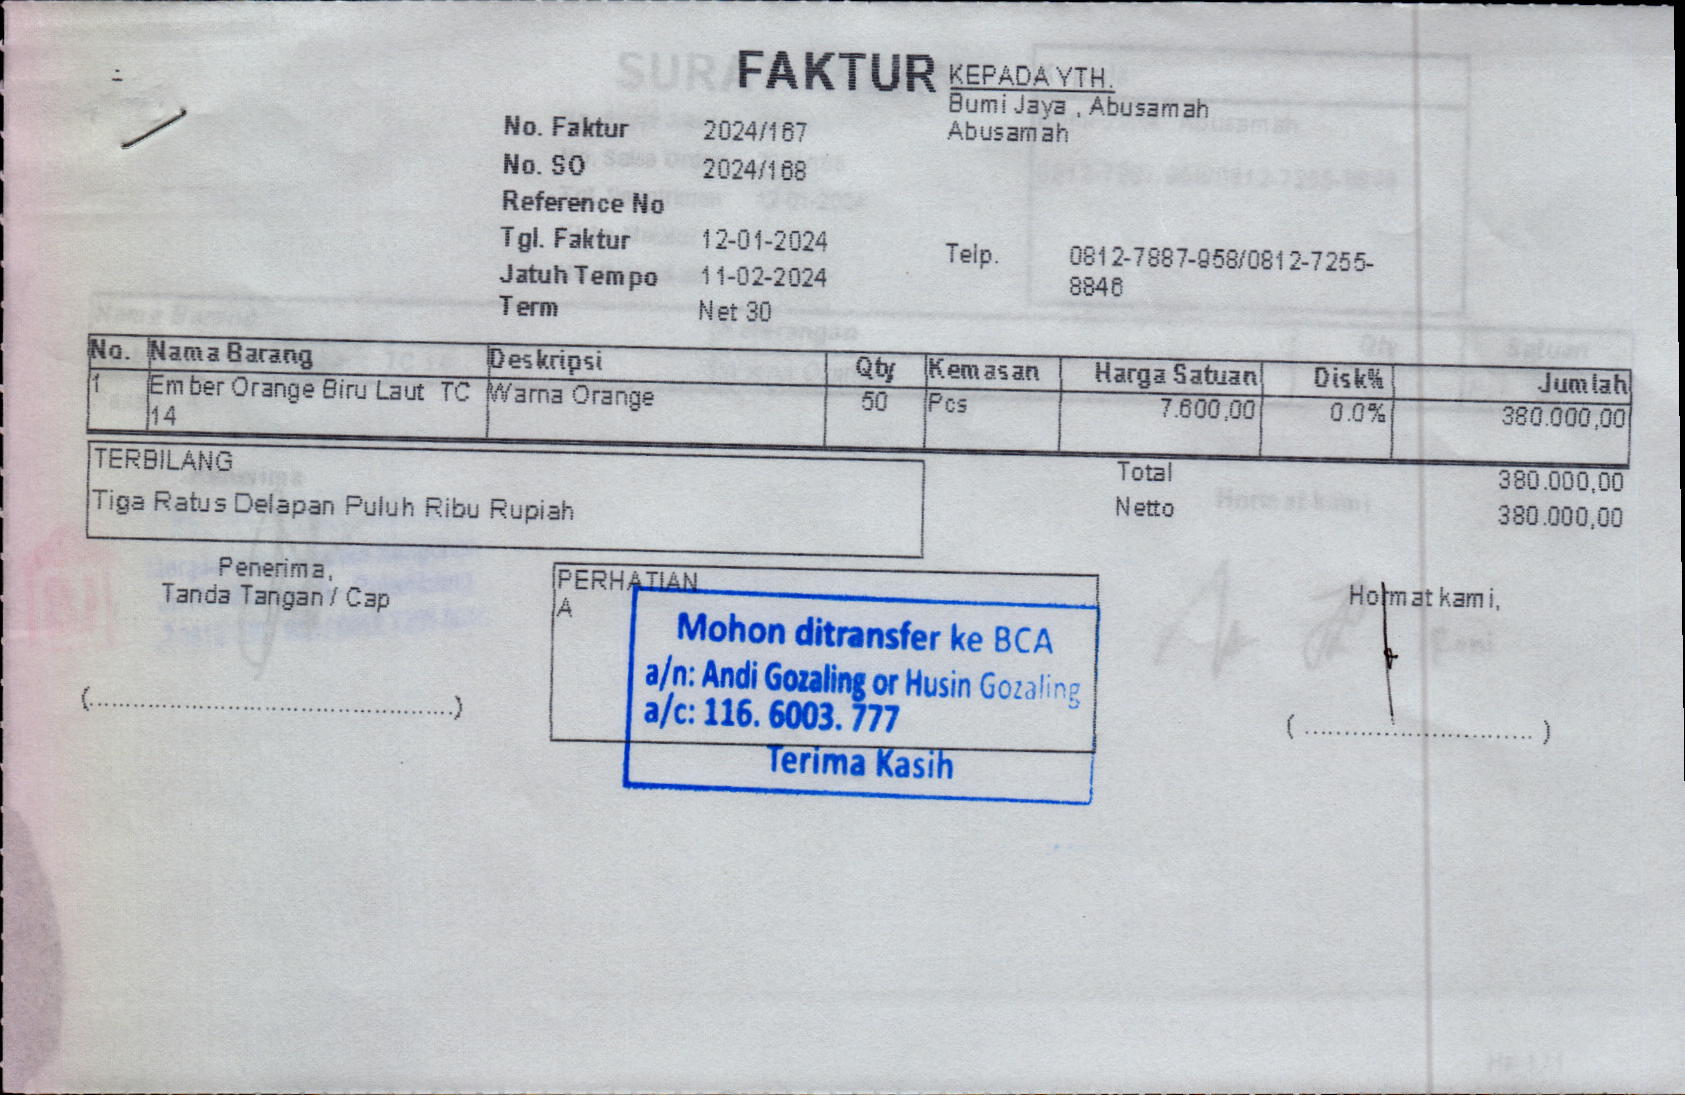 FAKTUR
KEPADA YTH.
Bumi Jaya , Abusamah
Abusamah
No. Faktur 2024/167
No. SO 2024/168
Reference No
Tgl. Faktur 12-01-2024
Jatuh Tempo 11-02-2024
Term Net 30
Telp. 0812-7887-958/0812-7255-
8846
No. Nama Barang Deskripsi Qty Kemasan Harga Satuan Disk% Jumlah
1 Ember Orange Biru Laut TC Warna Orange 50 Pcs 7.600,00 0.0% 380.000,00
14
TERBILANG
Tiga Ratus Delapan Puluh Ribu Rupiah
Total 380.000,00
Netto 380.000,00
Penerima,
Tanda Tangan / Cap
(..................................................)
PERHATIAN
A
Mohon ditransfer ke BCA
a/n: Andi Gozaling or Husin Gozaling
a/c: 116. 6003. 777
Terima Kasih
Hormat kami,
( ............................... )